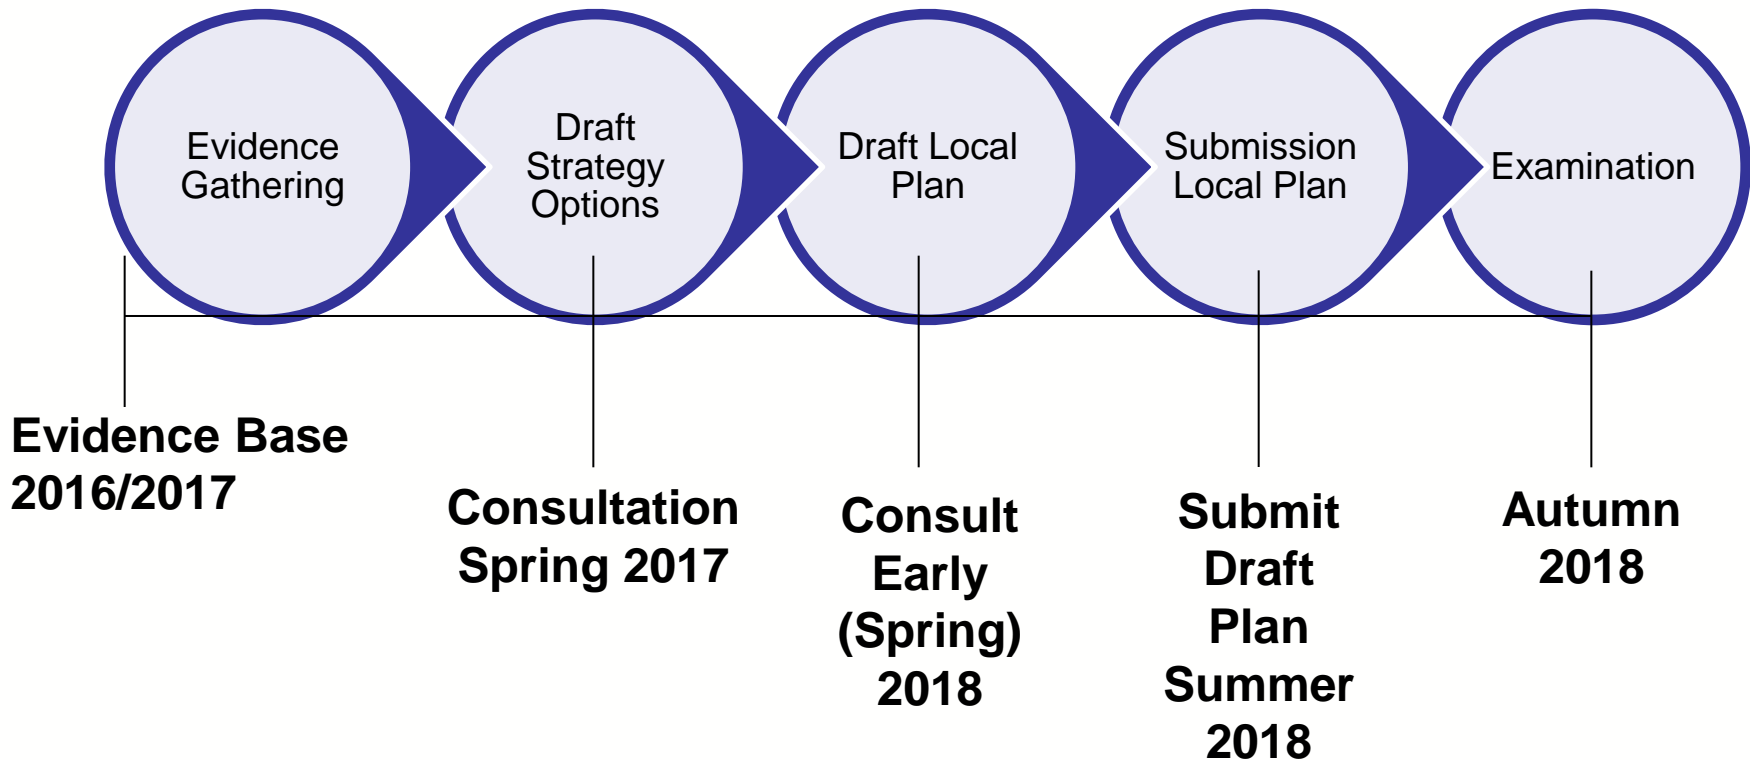 Evidence
Gathering
Draft
Strategy
Options
Draft Local
Plan
Submission
Local Plan
Examination
Evidence Base
2016/2017
Consultation
Spring 2017
Consult
Early
(Spring)
2018
Submit
Draft
Plan
Summer
2018
Autumn
2018